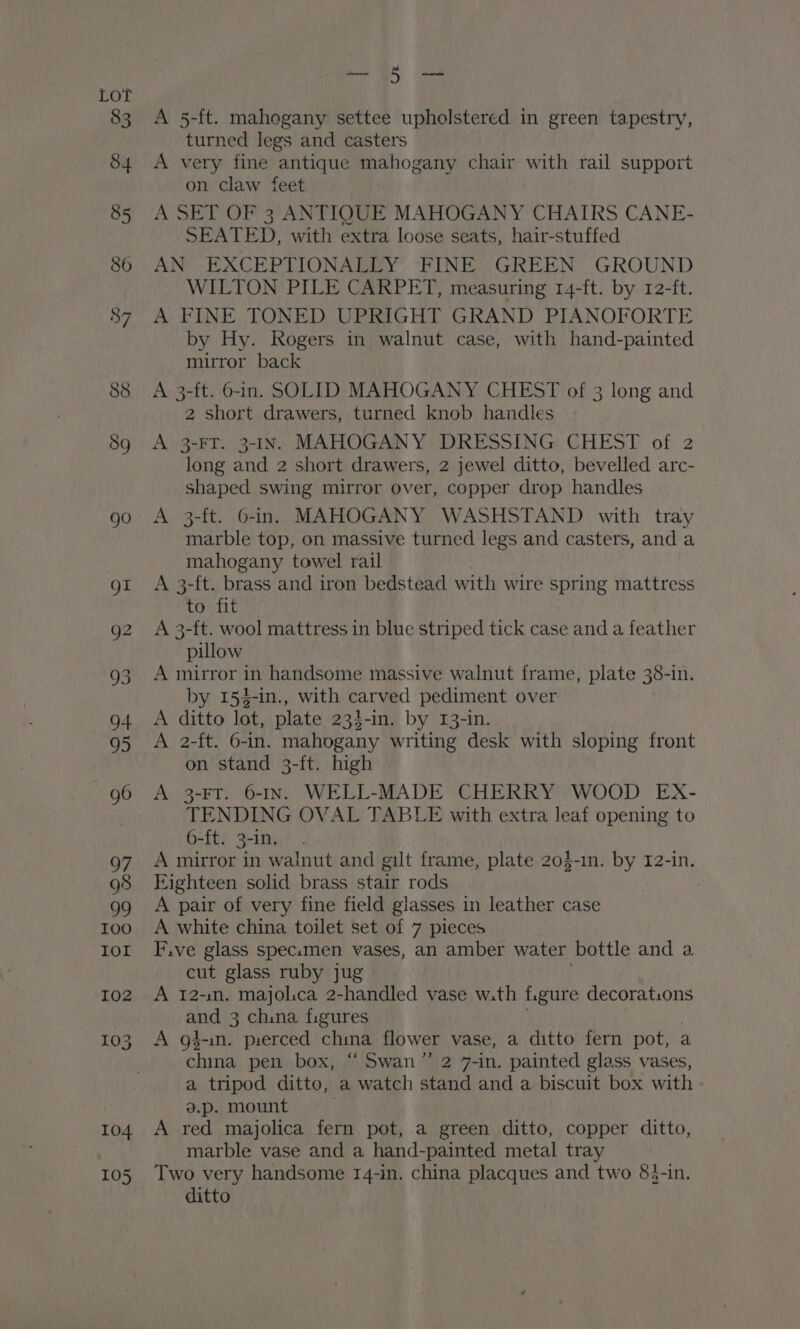 — 5 —
LOT
83 A 5-ft. mahogany settee upholstered in green tapestry,
turned legs and casters
84 A very fine antique mahogany chair with rail support
on claw feet
85 A SET OF 3 ANTIQUE MAHOGANY CHAIRS CANE-
SEATED, with extra loose seats, hair-stuffed
86 AN EXCEPTIONALLY FINE GREEN GROUND
WILTON PILE CARPET, measuring 14-ft. by 12-ft.
87 A FINE TONED UPRIGHT GRAND PIANOFORTE
by Hy. Rogers in walnut case, with hand-painted
mirror back
88 A 3-ft. 6-in. SOLID MAHOGANY CHEST of 3 long and
2 short drawers, turned knob handles
89 A 3-FT. 3-IN. MAHOGANY DRESSING CHEST of 2
long and 2 short drawers, 2 jewel ditto, bevelled arc-
shaped swing mirror over, copper drop handles
90 A 3-ft. 6-in. MAHOGANY WASHSTAND with tray
marble top, on massive turned legs and casters, and a
mahogany towel rail
91 A 3-ft. brass and iron bedstead with wire spring mattress
to fit
92 A 3-ft. wool mattress in blue striped tick case and a feather
pillow
93 A mirror in handsome massive walnut frame, plate 38-in.
by 15½-in., with carved pediment over
94 A ditto lot, plate 23½-in. by 13-in.
95 A 2-ft. 6-in. mahogany writing desk with sloping front
on stand 3-ft. high
96 A 3-FT. 6-IN. WELL-MADE CHERRY WOOD EX-
TENDING OVAL TABLE with extra leaf opening to
6-ft. 3-in.
97 A mirror in walnut and gilt frame, plate 20½-in. by 12-in.
98 Eighteen solid brass stair rods
99 A pair of very fine field glasses in leather case
100 A white china toilet set of 7 pieces
101 Five glass specimen vases, an amber water bottle and a
cut glass ruby jug
102 A 12-in. majolica 2-handled vase with figure decorations
and 3 china figures
103 A 9½-in. pierced china flower vase, a ditto fern pot, a
china pen box, “ Swan ” 2 7-in. painted glass vases,
a tripod ditto, a watch stand and a biscuit box with
e.p. mount
104 A red majolica fern pot, a green ditto, copper ditto,
marble vase and a hand-painted metal tray
105 Two very handsome 14-in. china placques and two 8½-in.
ditto